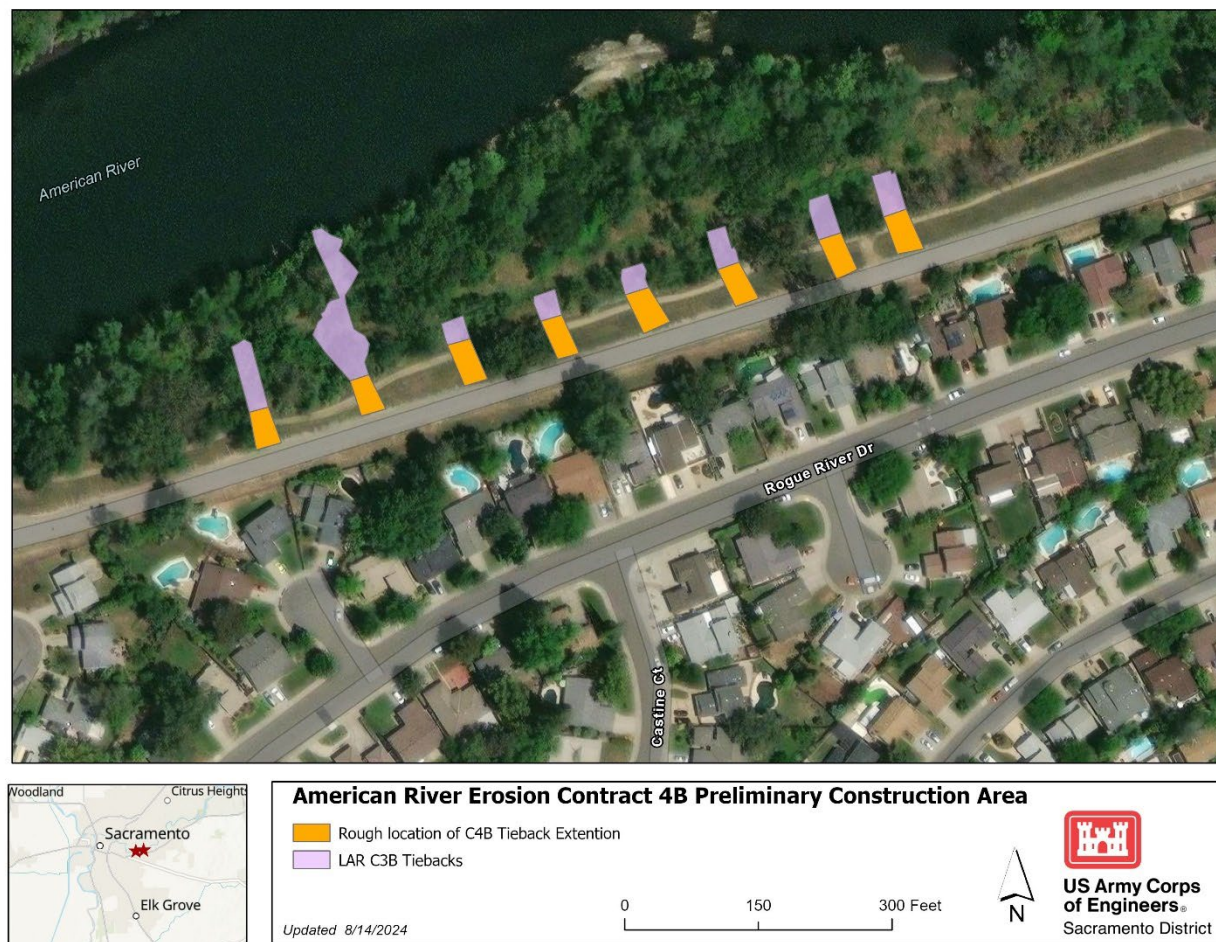 American River
Rogue River Dr
Castine Ct
Woodland
Citrus Heights
Sacramento
Elk Grove
American River Erosion Contract 4B Preliminary Construction Area
Rough location of C4B Tieback Extention
LAR C3B Tiebacks
Updated 8/14/2024
0 150 300 Feet
N
US Army Corps
of Engineers®
Sacramento District